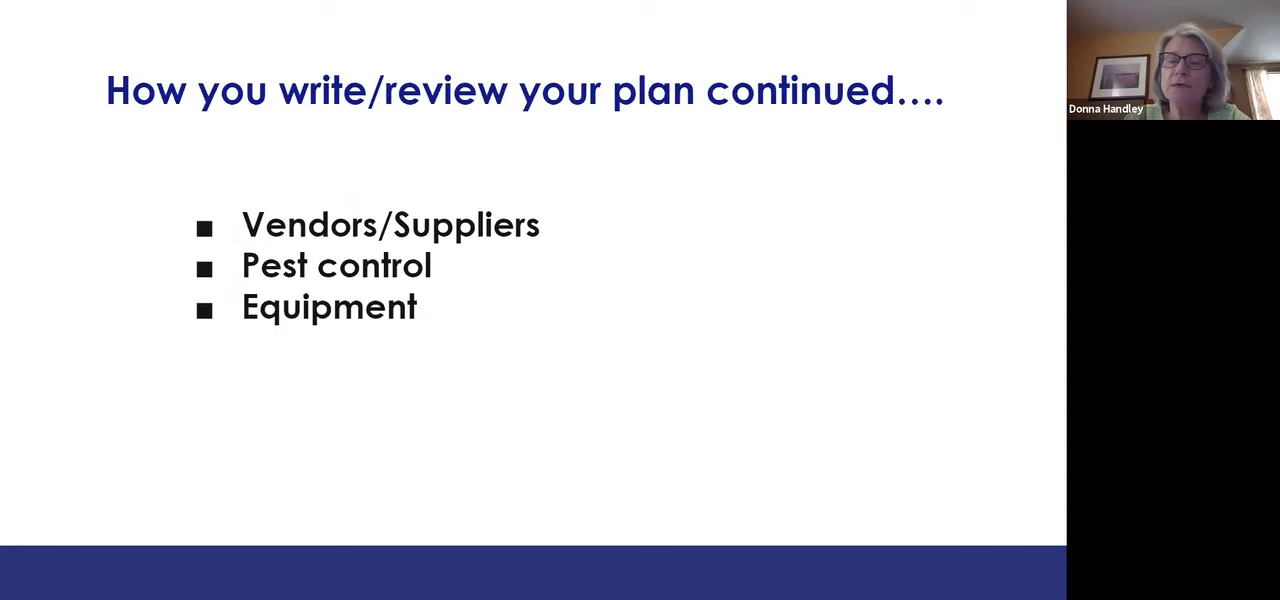 How you write/review your plan continued....
■ Vendors/Suppliers
■ Pest control
■ Equipment
Donna Handley